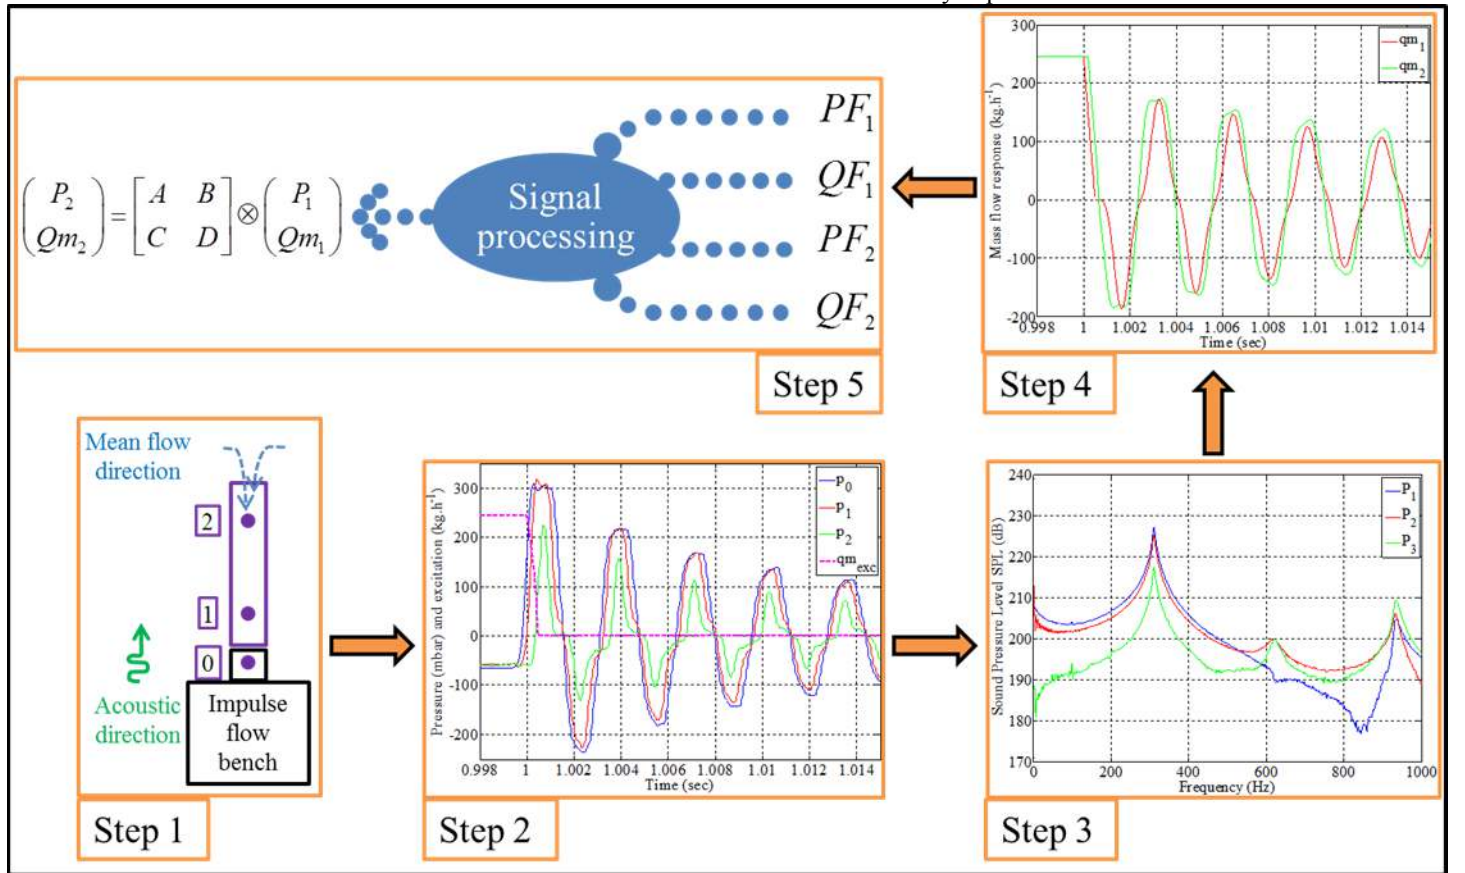 PF₁
QF₁
PF₂
QF₂
Signal
processing
(P₂ Qm₂) = [A B C D] ⊗ (P₁ Qm₁)
Step 5
300
200
100
0
-100
-200
Mass flow response (kg.h⁻¹)
qm₁
qm₂
0.998 1 1.002 1.004 1.006 1.008 1.01 1.012 1.014
Time (sec)
Step 4
Mean flow
direction
2
1
0
Acoustic
direction
Impulse
flow
bench
Step 1
300
200
100
0
-100
-200
Pressure (mbar) and excitation (kg.h⁻¹)
p₀
p₁
p₂
qm_exc
0.998 1 1.002 1.004 1.006 1.008 1.01 1.012 1.014
Time (sec)
Step 2
240
230
220
210
200
190
180
170
Sound Pressure Level SPL (dB)
P₁
P₂
P₃
0 200 400 600 800 1000
Frequency (Hz)
Step 3